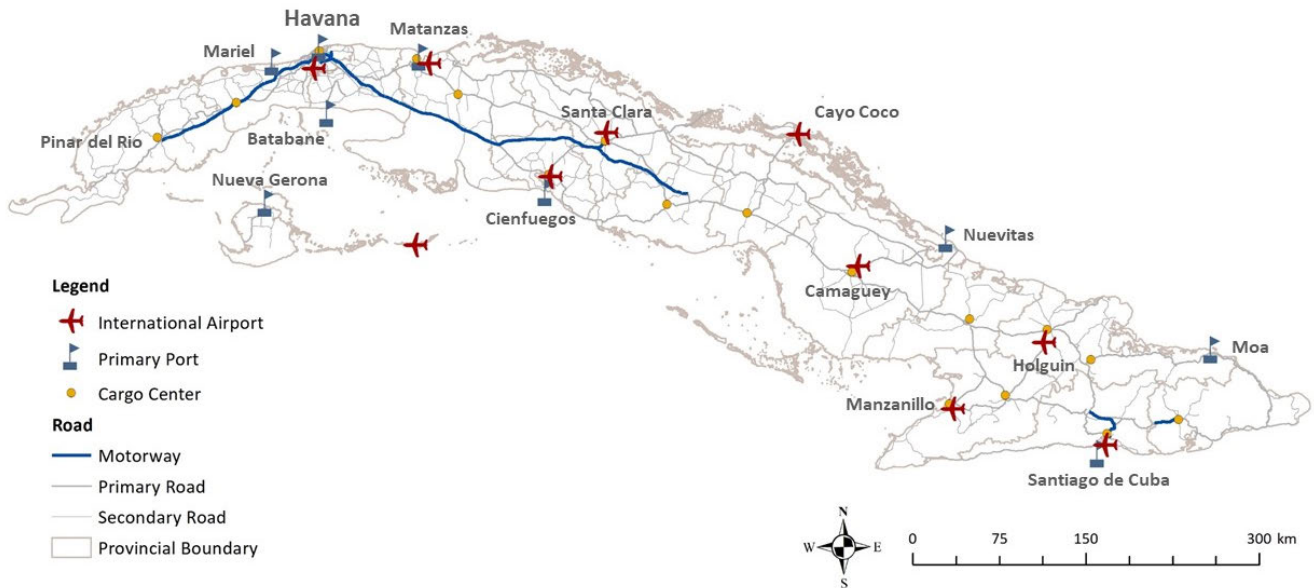 Havana
Matanzas
Mariel
Santa Clara
Cayo Coco
Pinar del Rio
Batabane
Nueva Gerona
Cienfuegos
Nuevitas
Camaguey
Legend
International Airport
Primary Port
Cargo Center
Road
Motorway
Primary Road
Secondary Road
Provincial Boundary
Moa
Holguin
Manzanillo
Santiago de Cuba
N
W E
S
0 75 150 300 km